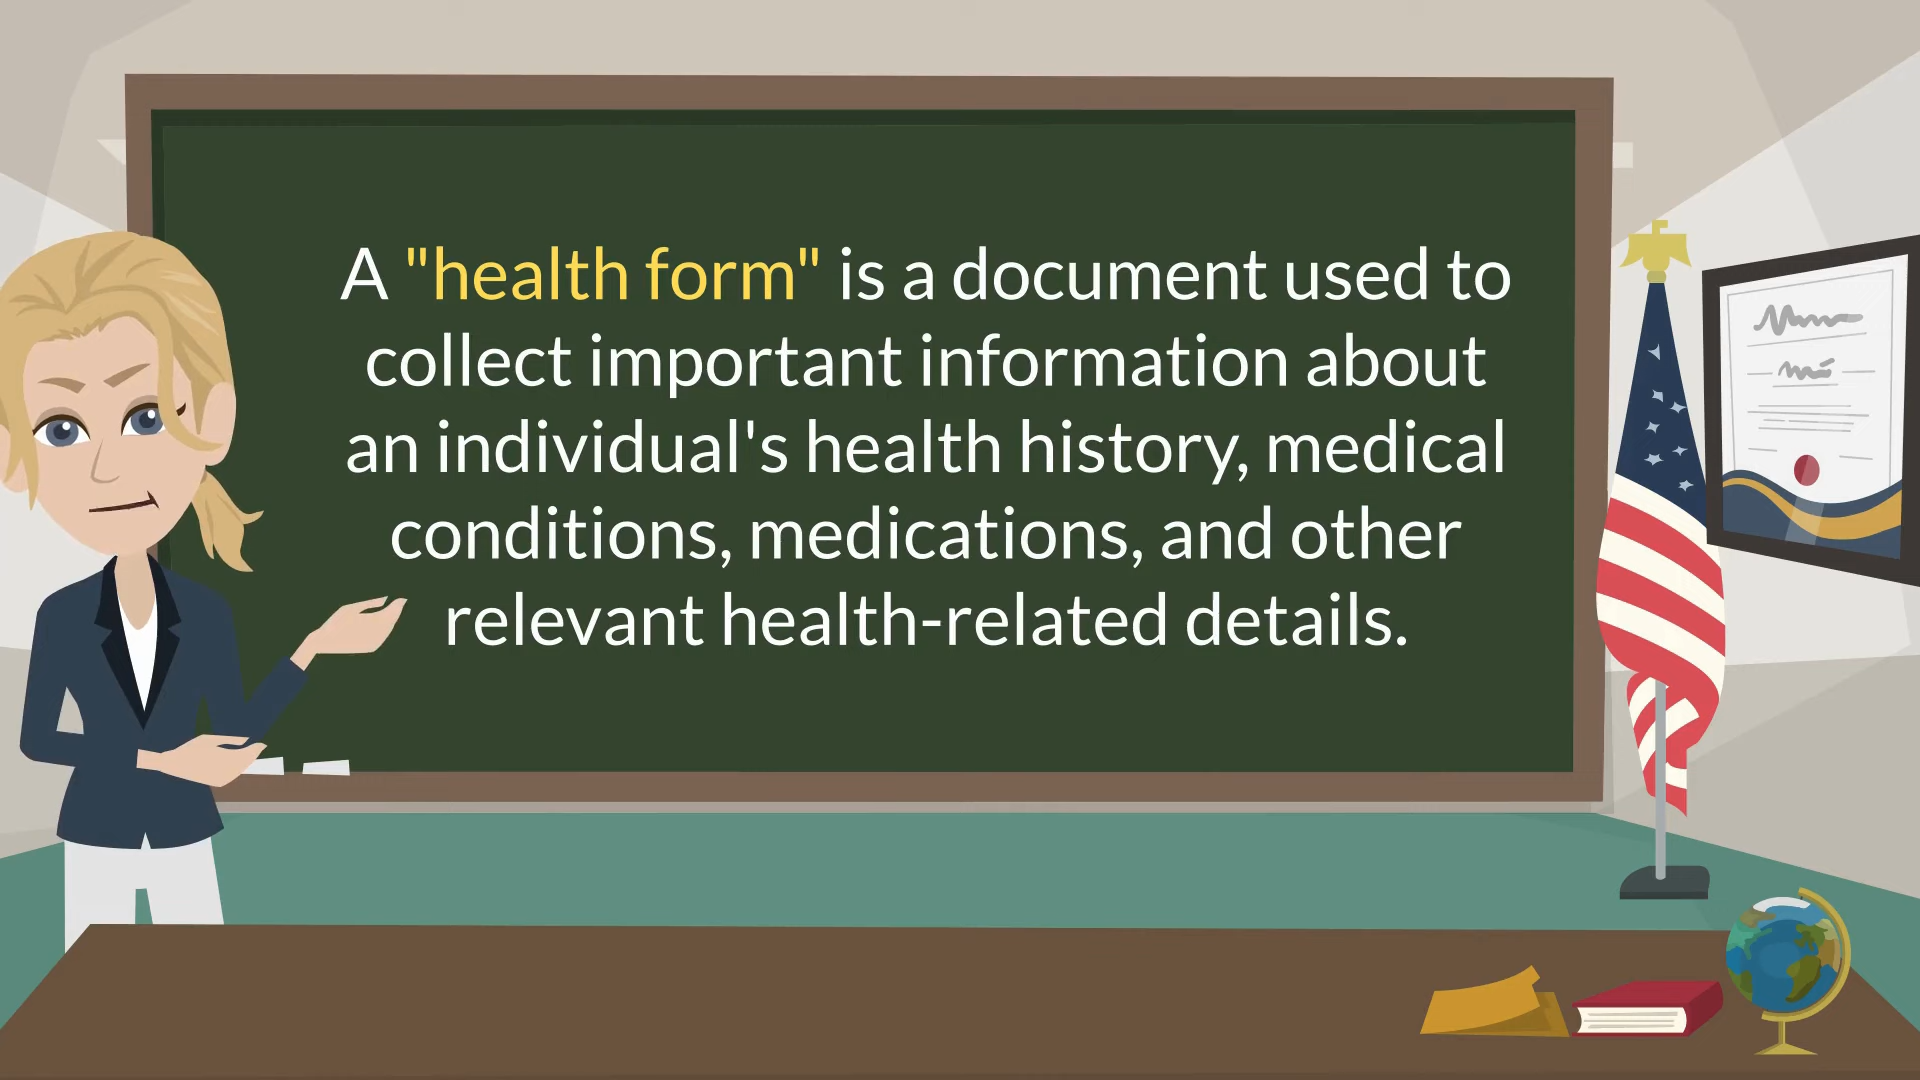 A "health form" is a document used to
collect important information about
an individual's health history, medical
conditions, medications, and other
relevant health-related details.